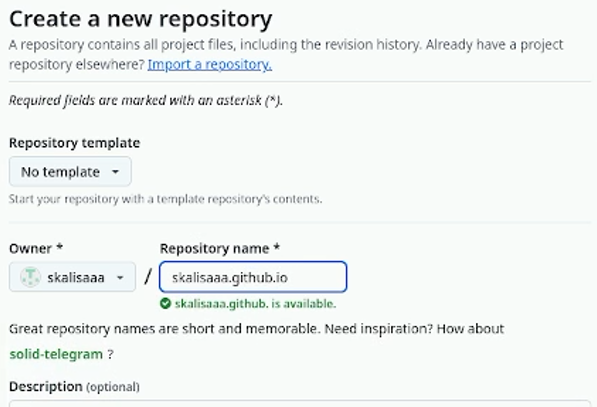 Create a new repository
A repository contains all project files, including the revision history. Already have a project
repository elsewhere? Import a repository.
Required fields are marked with an asterisk (*).
Repository template
No template
Start your repository with a template repository's contents.
Owner *
Repository name *
skalisaaa / skalisaaa.github.io
skalisaaa.github. is available.
Great repository names are short and memorable. Need inspiration? How about
solid-telegram ?
Description (optional)